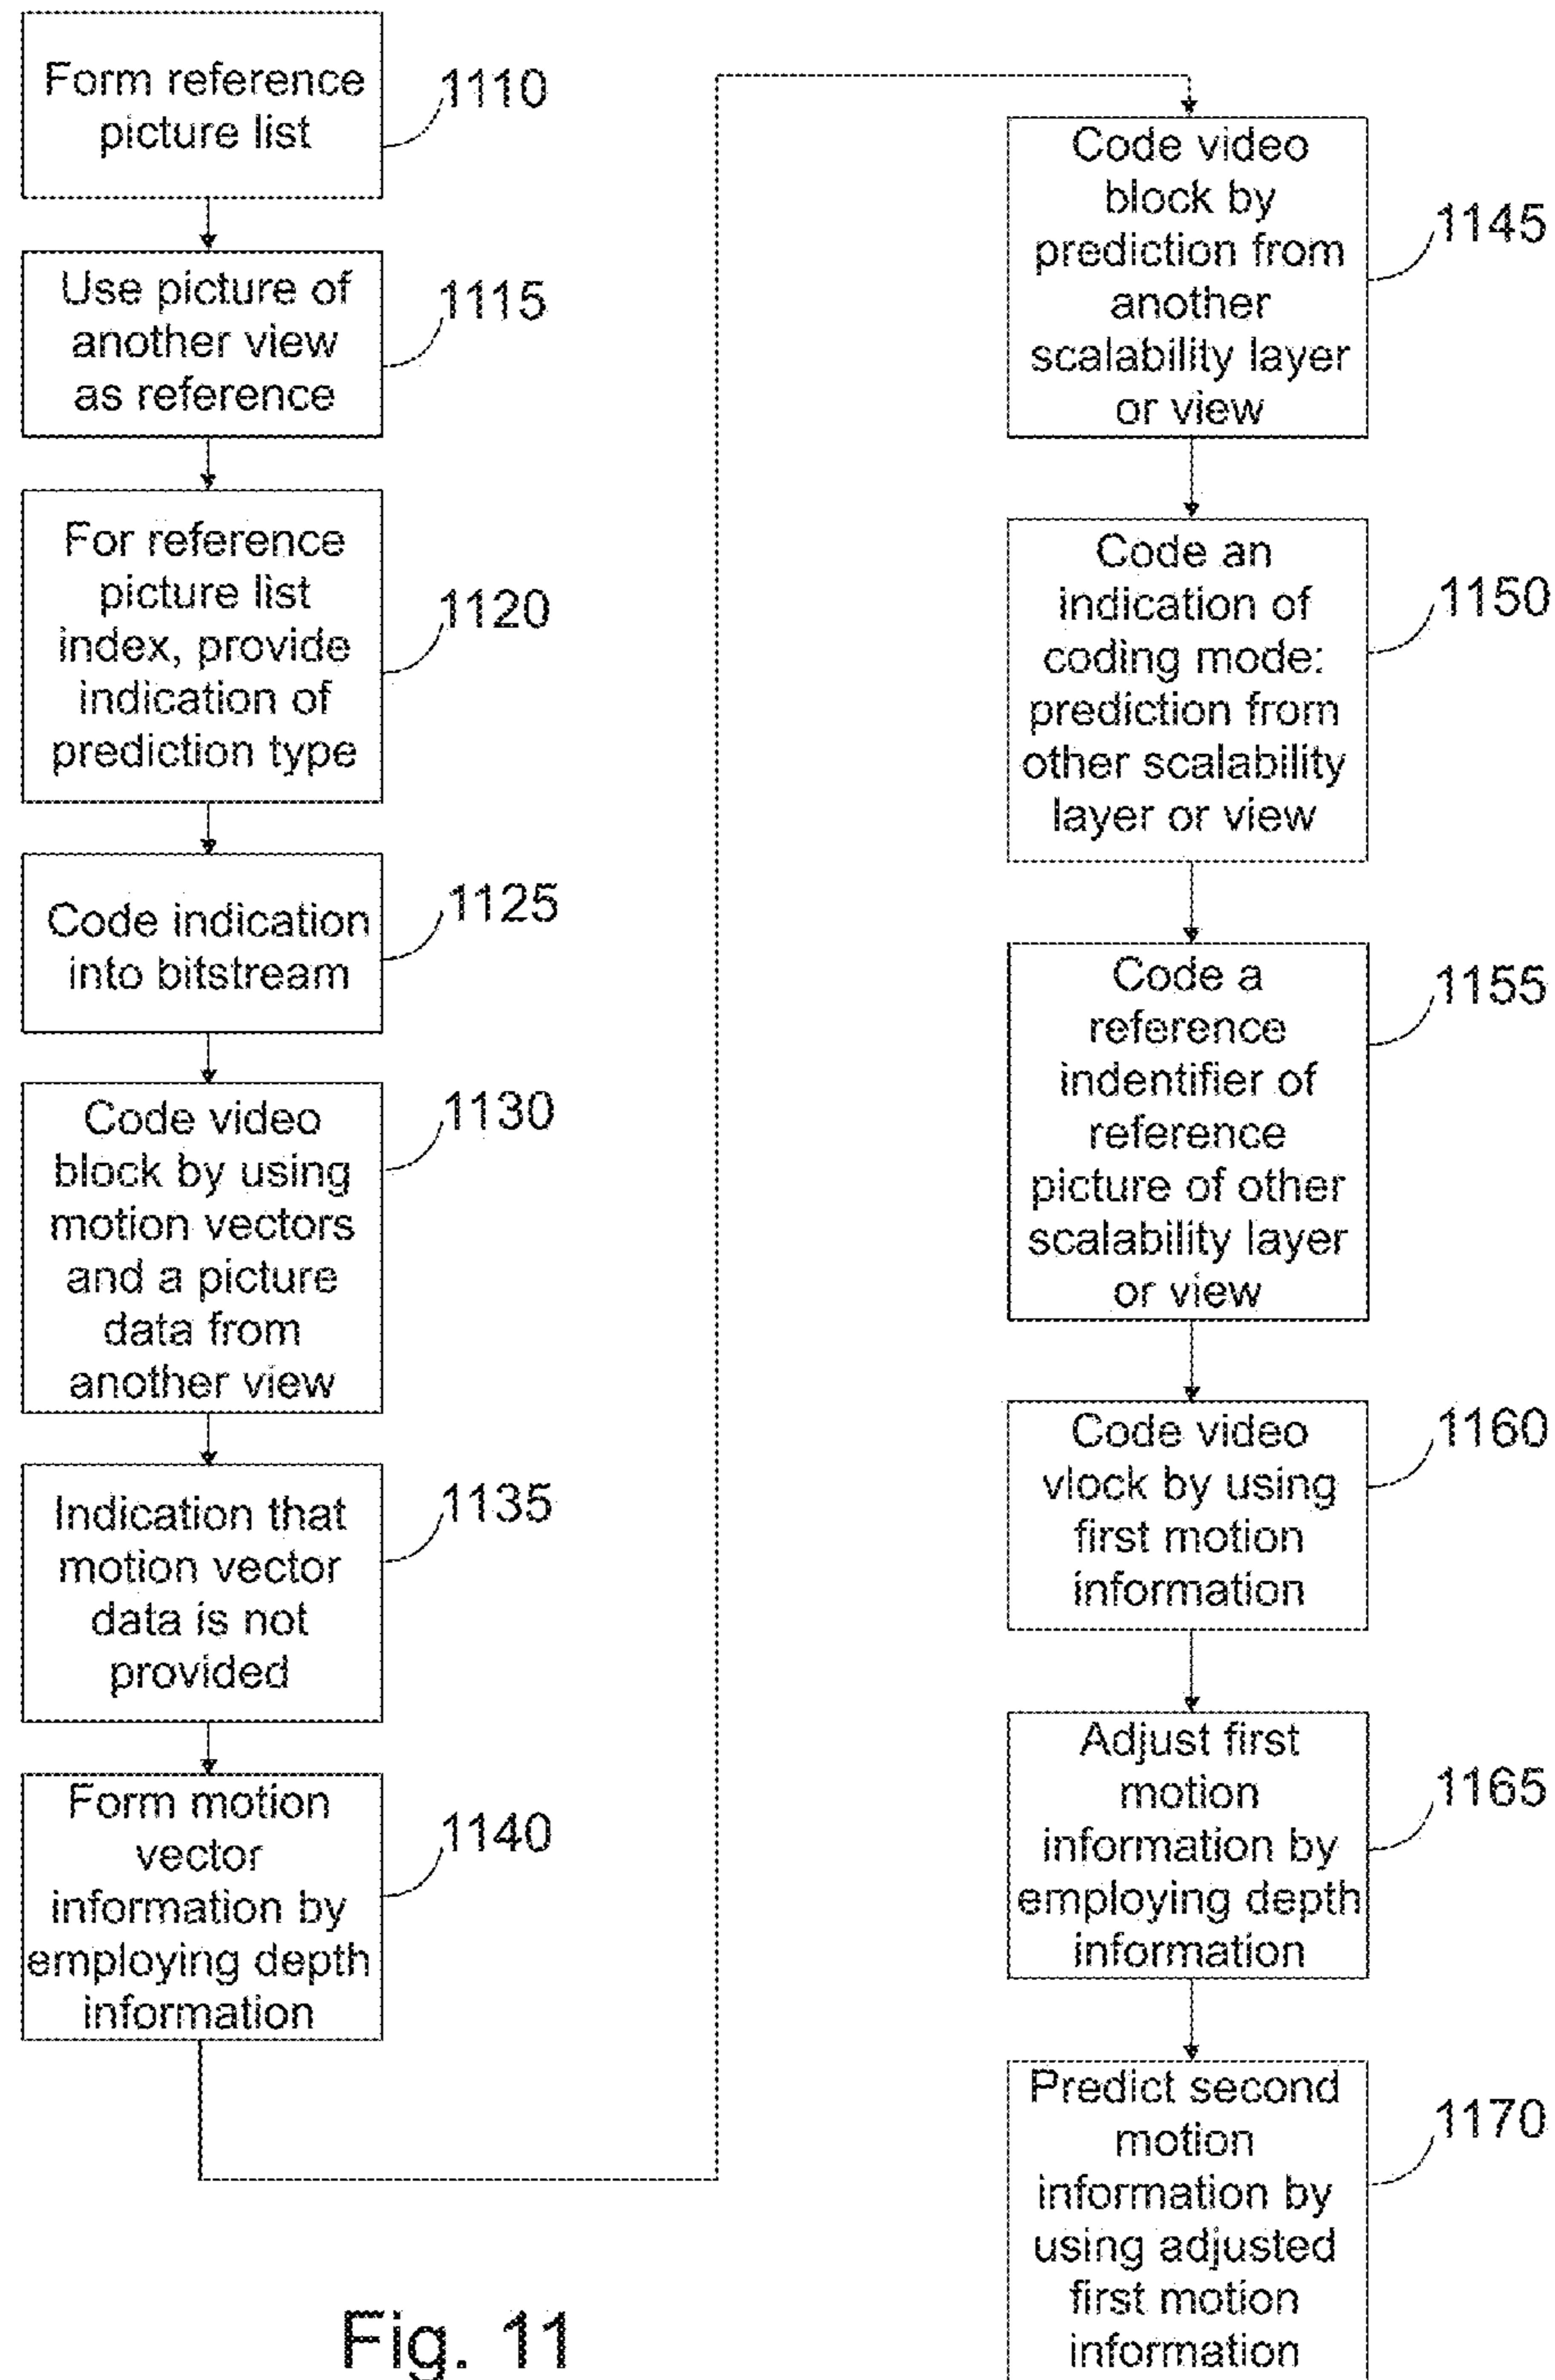 Form reference
picture list
1110
Use picture of
another view
as reference
1115
For reference
picture list
index, provide
indication of
prediction type
1120
Code indication
into bitstream
1125
Code video
block by using
motion vectors
and a picture
data from
another view
1130
Indication that
motion vector
data is not
provided
1135
Form motion
vector
information by
employing depth
information
1140
Code video
block by
prediction from
another
scalability layer
or view
1145
Code an
indication of
coding mode:
prediction from
other scalability
layer or view
1150
Code a
reference
indentifier of
reference
picture of other
scalability layer
or view
1155
Code video
vlock by using
first motion
information
1160
Adjust first
motion
information by
employing depth
information
1165
Predict second
motion
information by
using adjusted
first motion
information
1170
Fig. 11